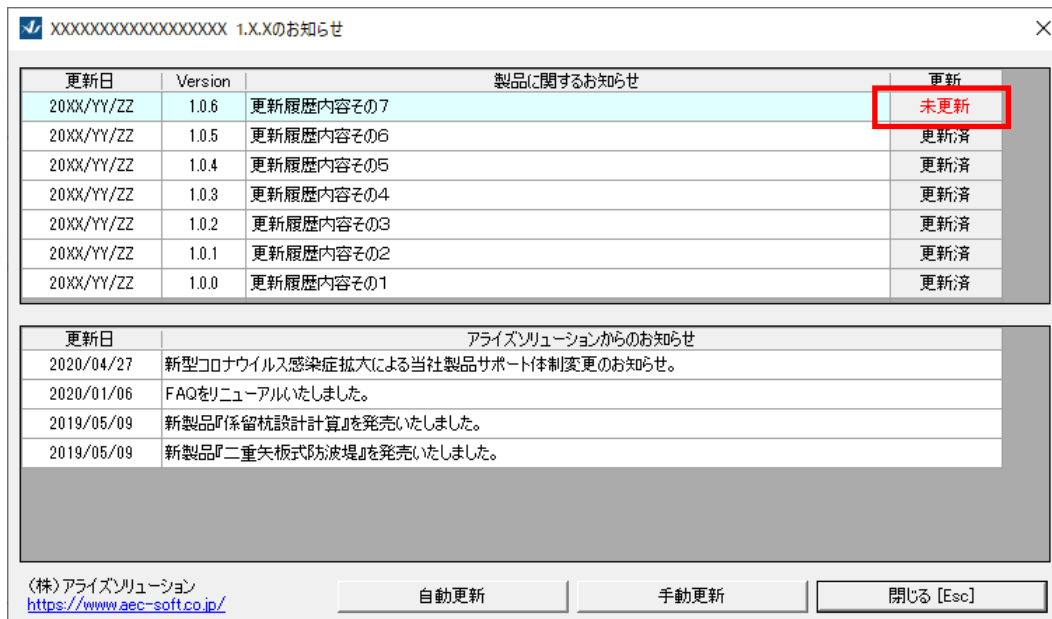 XXXXXXXXXXXXXXXXXX 1.X.Xのお知らせ
更新日 Version 製品に関するお知らせ 更新
20XX/YY/ZZ 1.0.6 更新履歴内容その7 未更新
20XX/YY/ZZ 1.0.5 更新履歴内容その6 更新済
20XX/YY/ZZ 1.0.4 更新履歴内容その5 更新済
20XX/YY/ZZ 1.0.3 更新履歴内容その4 更新済
20XX/YY/ZZ 1.0.2 更新履歴内容その3 更新済
20XX/YY/ZZ 1.0.1 更新履歴内容その2 更新済
20XX/YY/ZZ 1.0.0 更新履歴内容その1 更新済
更新日 アライズソリューションからのお知らせ
2020/04/27 新型コロナウイルス感染症拡大による当社製品サポート体制変更のお知らせ。
2020/01/06 FAQをリニューアルいたしました。
2019/05/09 新製品『係留杭設計計算』を発売いたしました。
2019/05/09 新製品『二重矢板式防波堤』を発売いたしました。
(株)アライズソリューション
https://www.aec-soft.co.jp/
自動更新 手動更新 閉じる [Esc]